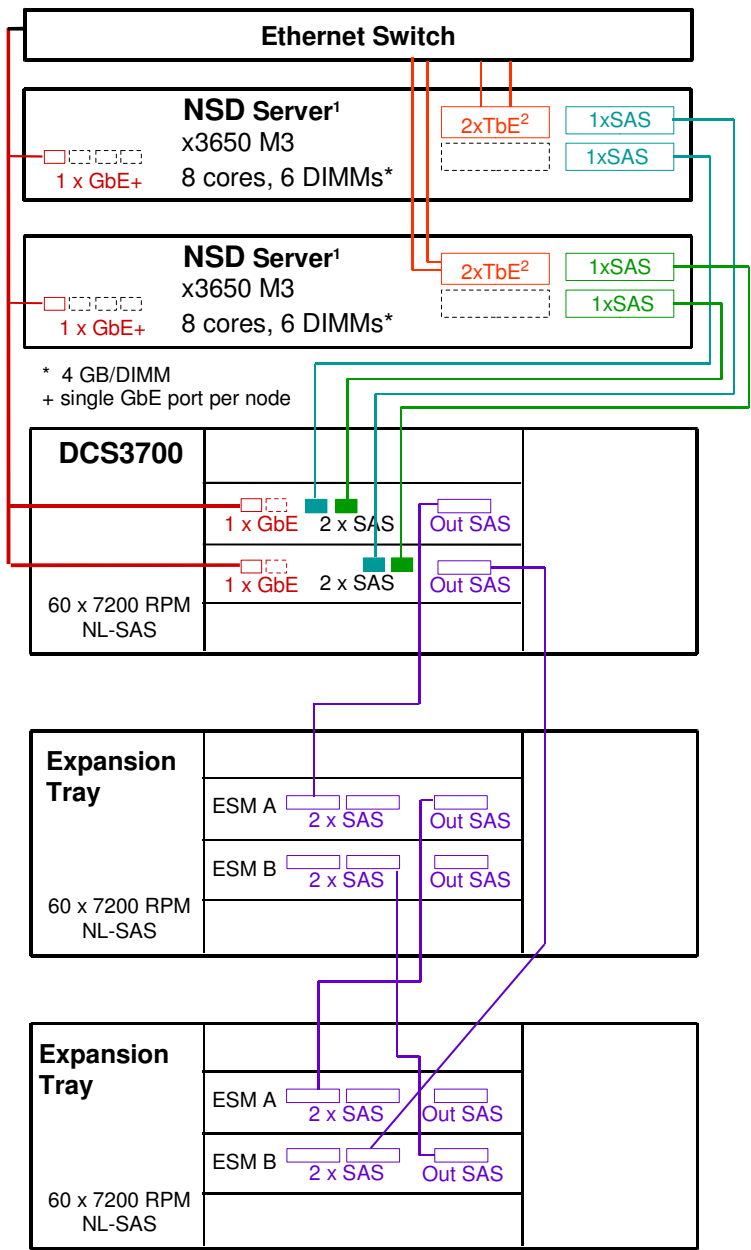 Ethernet Switch
NSD Server¹
x3650 M3
8 cores, 6 DIMMs*
1 x GbE+
2xTbE²
1xSAS
1xSAS
NSD Server¹
x3650 M3
8 cores, 6 DIMMs*
1 x GbE+
2xTbE²
1xSAS
1xSAS
* 4 GB/DIMM
+ single GbE port per node
DCS3700
1 x GbE
2 x SAS
Out SAS
1 x GbE
2 x SAS
Out SAS
60 x 7200 RPM
NL-SAS
Expansion
Tray
ESM A
2 x SAS
Out SAS
ESM B
2 x SAS
Out SAS
60 x 7200 RPM
NL-SAS
Expansion
Tray
ESM A
2 x SAS
Out SAS
ESM B
2 x SAS
Out SAS
60 x 7200 RPM
NL-SAS